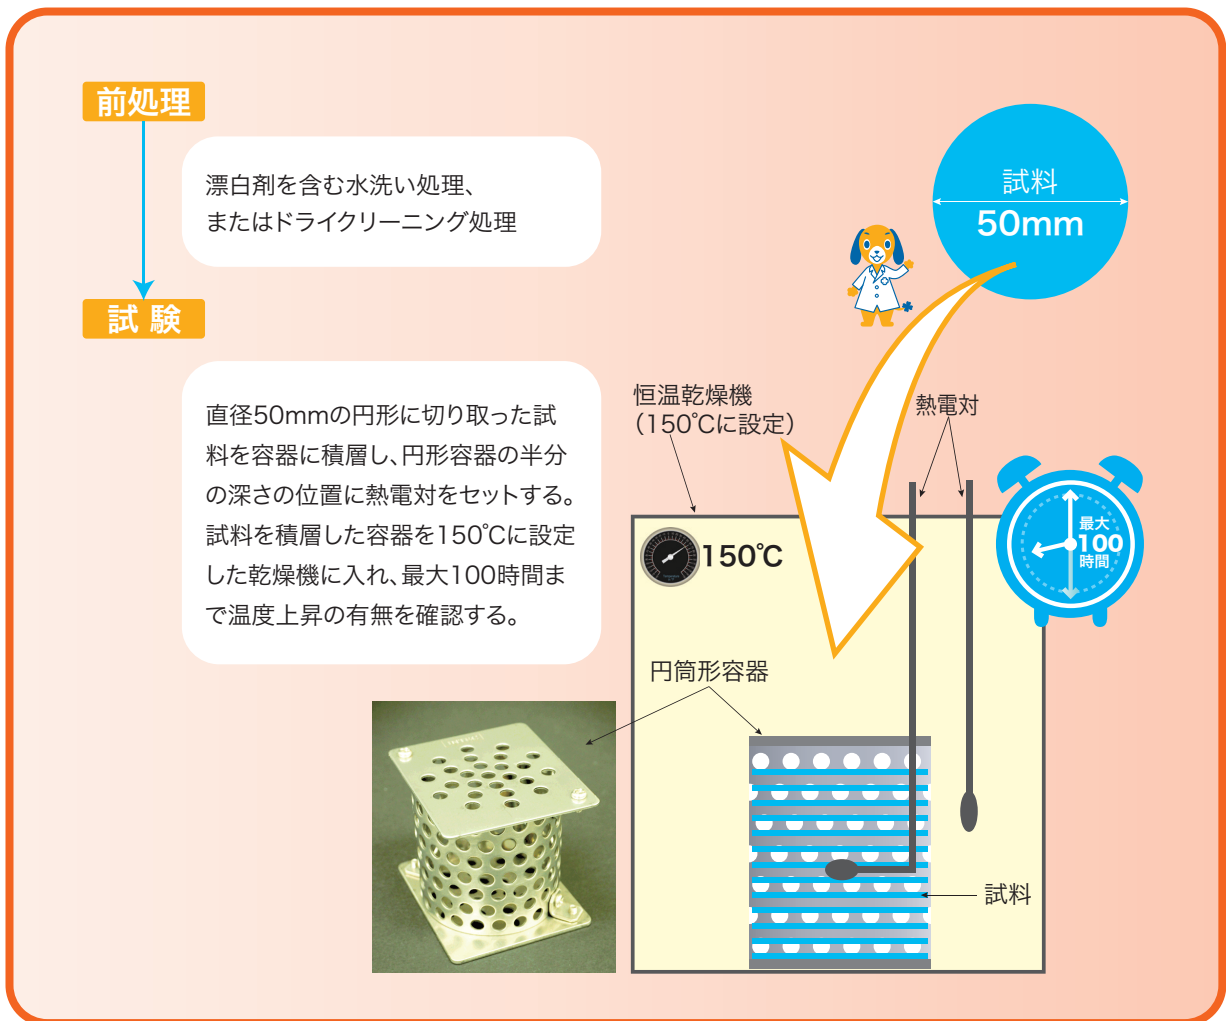 前処理
漂白剤を含む水洗い処理、
またはドライクリーニング処理
試 験
直径50mmの円形に切り取った試
料を容器に積層し、円形容器の半分
の深さの位置に熱電対をセットする。
試料を積層した容器を150℃に設定
した乾燥機に入れ、最大100時間ま
で温度上昇の有無を確認する。
試料
50mm
恒温乾燥機
（150℃に設定）
熱電対
150℃
最大
100
時間
円筒形容器
試料